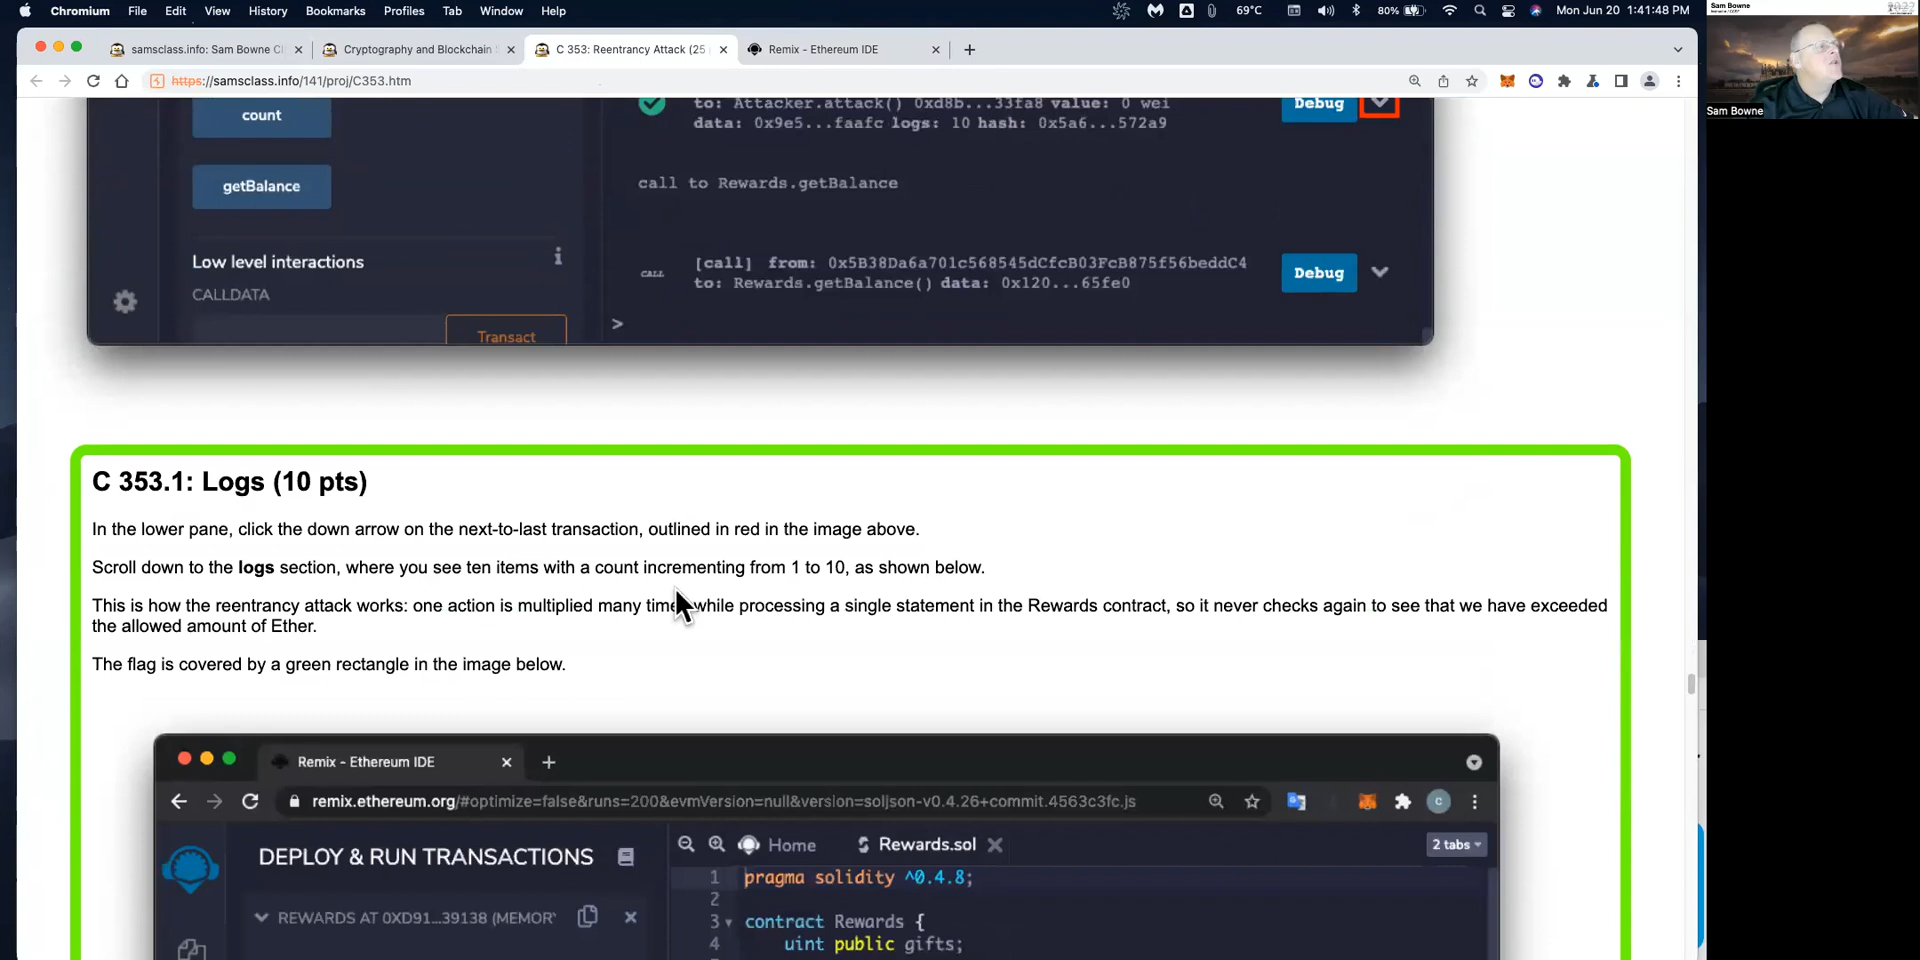 Chromium File Edit View History Bookmarks Profiles Tab Window Help 69°C 80% Mon Jun 20 1:41:48 PM
samsclass.info: Sam Bowne Cl
Cryptography and Blockchain
C 353: Reentrancy Attack (25
Remix - Ethereum IDE
https://samsclass.info/141/proj/C353.htm
Sam Bowne
Sam Bowne
count
getBalance
Low level interactions
CALLDATA
Transact
to: Attacker.attack() 0xd8b...33fa8 value: 0 wei
data: 0x9e5...faafc logs: 10 hash: 0x5a6...572a9
Debug
call to Rewards.getBalance
CALL
[call] from: 0x5B38Da6a701c568545dCfcB03FcB875f56beddC4
to: Rewards.getBalance() data: 0x120...65fe0
Debug
>
C 353.1: Logs (10 pts)
In the lower pane, click the down arrow on the next-to-last transaction, outlined in red in the image above.
Scroll down to the logs section, where you see ten items with a count incrementing from 1 to 10, as shown below.
This is how the reentrancy attack works: one action is multiplied many time while processing a single statement in the Rewards contract, so it never checks again to see that we have exceeded
the allowed amount of Ether.
The flag is covered by a green rectangle in the image below.
Remix - Ethereum IDE
remix.ethereum.org/#optimize=false&runs=200&evmVersion=null&version=soljson-v0.4.26+commit.4563c3fc.js
C
DEPLOY & RUN TRANSACTIONS
REWARDS AT 0XD91...39138 (MEMOR
Home
Rewards.sol
2 tabs
1 pragma solidity ^0.4.8;
2
3 contract Rewards {
4 uint public gifts;